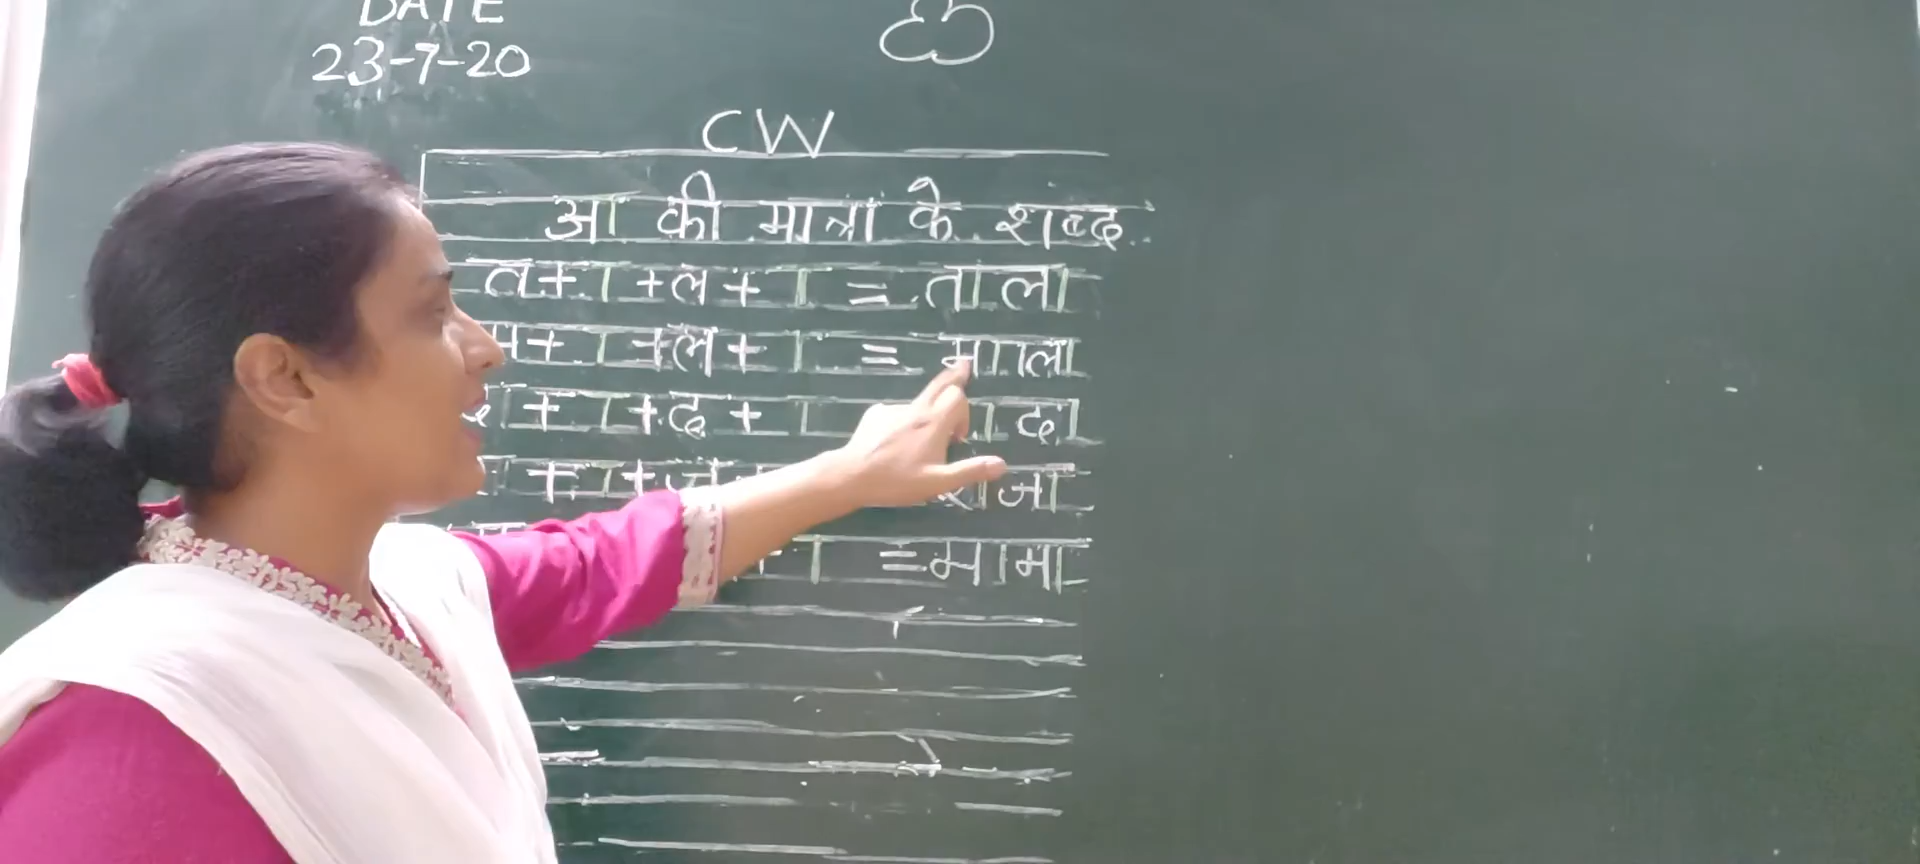 DATE
23-7-20
CW
आ की मात्रा के शब्द
त+ा+ल+ा = ताला
+ा+ल+ा = माला
+ा+द+ा दा
+ा+ज राजा
+ा =मामा